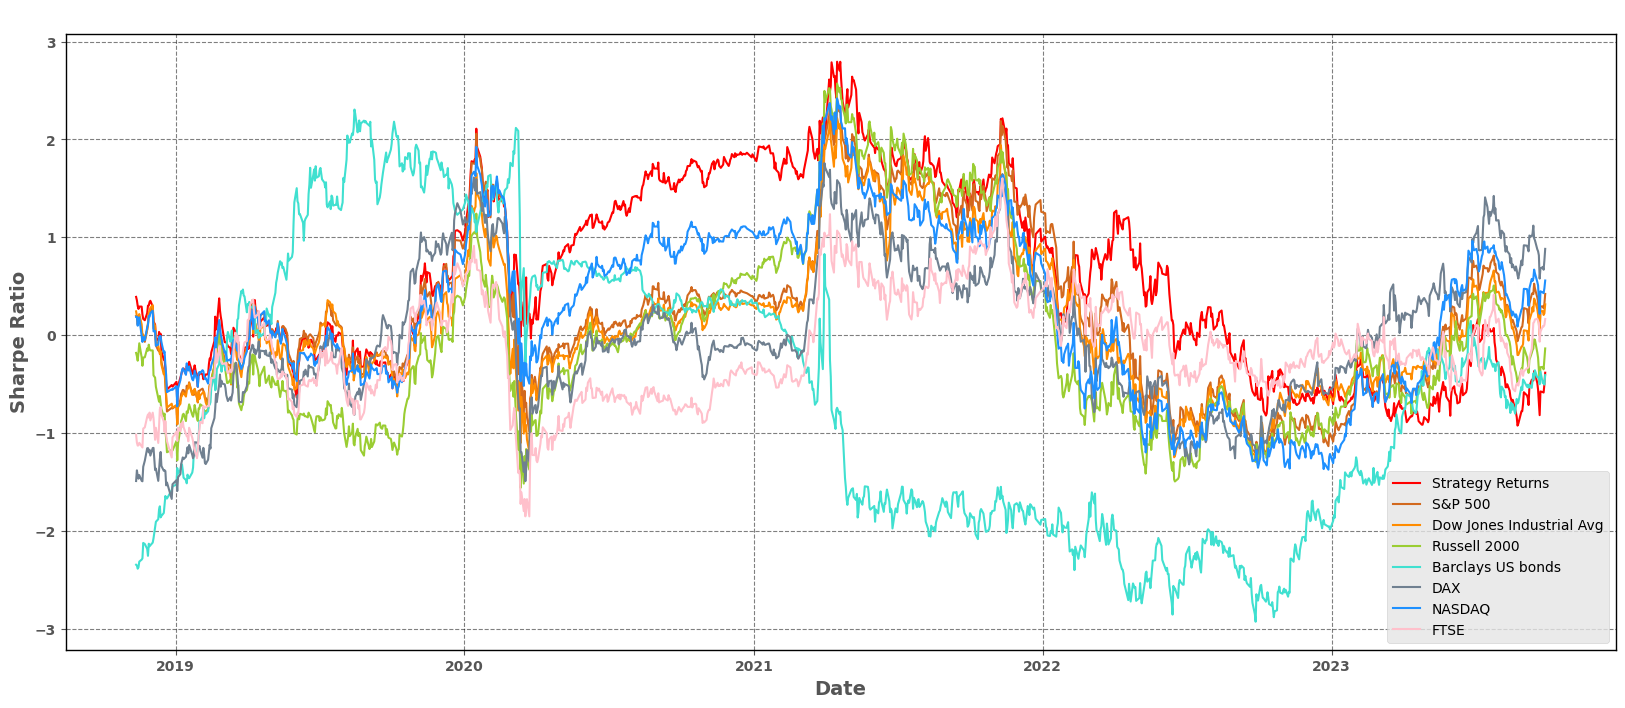 3
2
1
0
−1
−2
−3
Sharpe Ratio
2019
2020
2021
2022
2023
Date
Strategy Returns
S&P 500
Dow Jones Industrial Avg
Russell 2000
Barclays US bonds
DAX
NASDAQ
FTSE